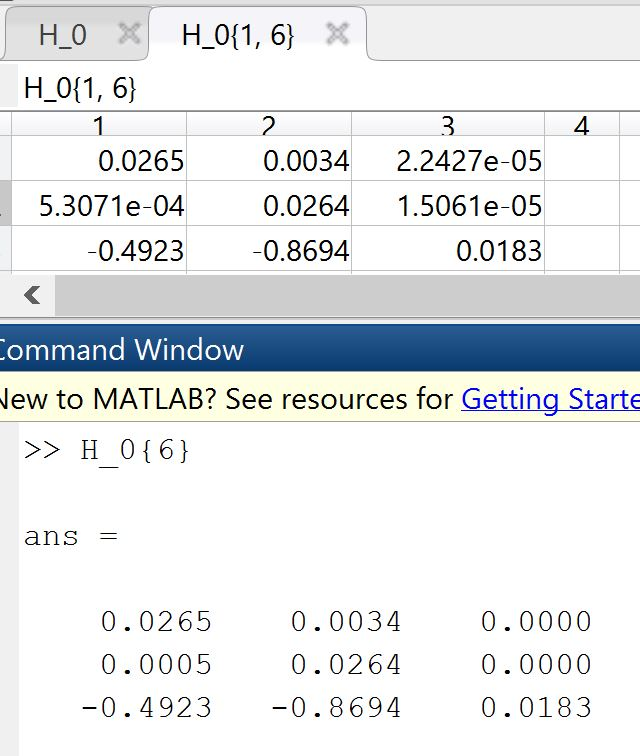 H_0 H_0{1, 6}
H_0{1, 6}
1 2 3 4
0.0265 0.0034 2.2427e-05
5.3071e-04 0.0264 1.5061e-05
-0.4923 -0.8694 0.0183
Command Window
New to MATLAB? See resources for Getting Starte
>> H_0{6}
ans =
0.0265 0.0034 0.0000
0.0005 0.0264 0.0000
-0.4923 -0.8694 0.0183